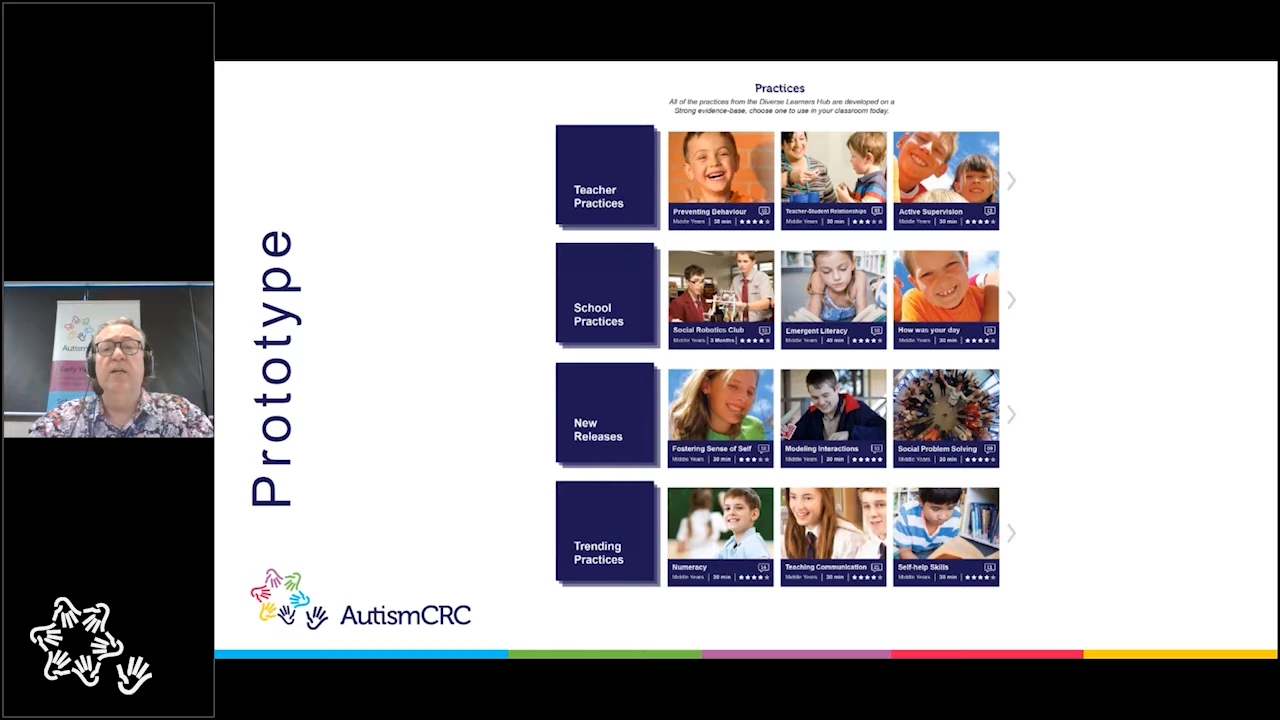 Practices
All of the practices from the Diverse Learners Hub are developed on a
Strong evidence-base, choose one to use in your classroom today.
Prototype
Teacher
Practices
Preventing Behaviour
Middle Years | 30 min
Teacher-Student Relationships
Middle Years | 30 min
Active Supervision
Middle Years | 30 min
School
Practices
Social Robotics Club
Middle Years | 3 Months
Emergent Literacy
Middle Years | 40 min
How was your day
Middle Years | 30 min
New
Releases
Fostering Sense of Self
Middle Years | 30 min
Modeling Interactions
Middle Years | 30 min
Social Problem Solving
Middle Years | 30 min
Trending
Practices
Numeracy
Middle Years | 30 min
Teaching Communication
Middle Years | 30 min
Self-help Skills
Middle Years | 30 min
Autism
Early
AutismCRC